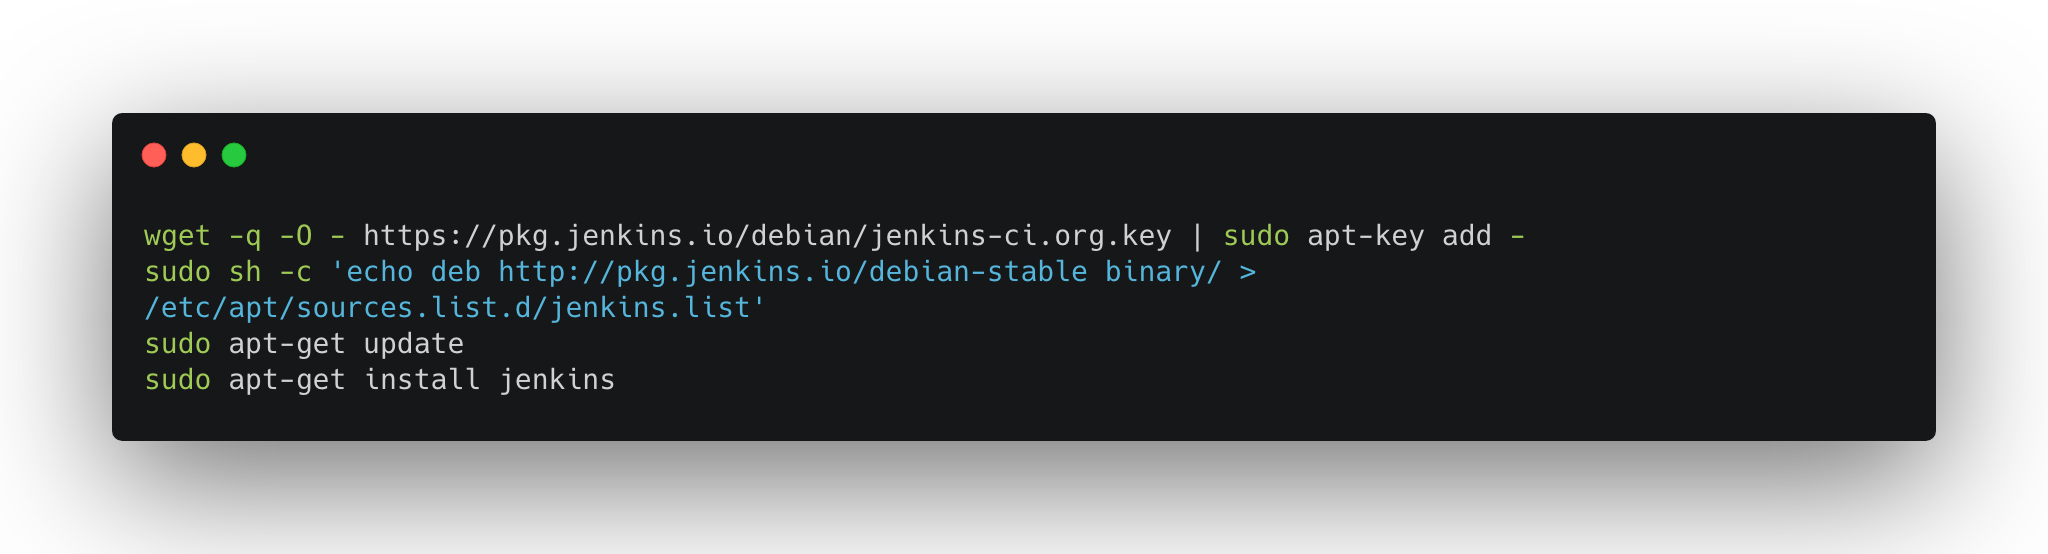 wget -q -O - https://pkg.jenkins.io/debian/jenkins-ci.org.key | sudo apt-key add -
sudo sh -c 'echo deb http://pkg.jenkins.io/debian-stable binary/ >
/etc/apt/sources.list.d/jenkins.list'
sudo apt-get update
sudo apt-get install jenkins